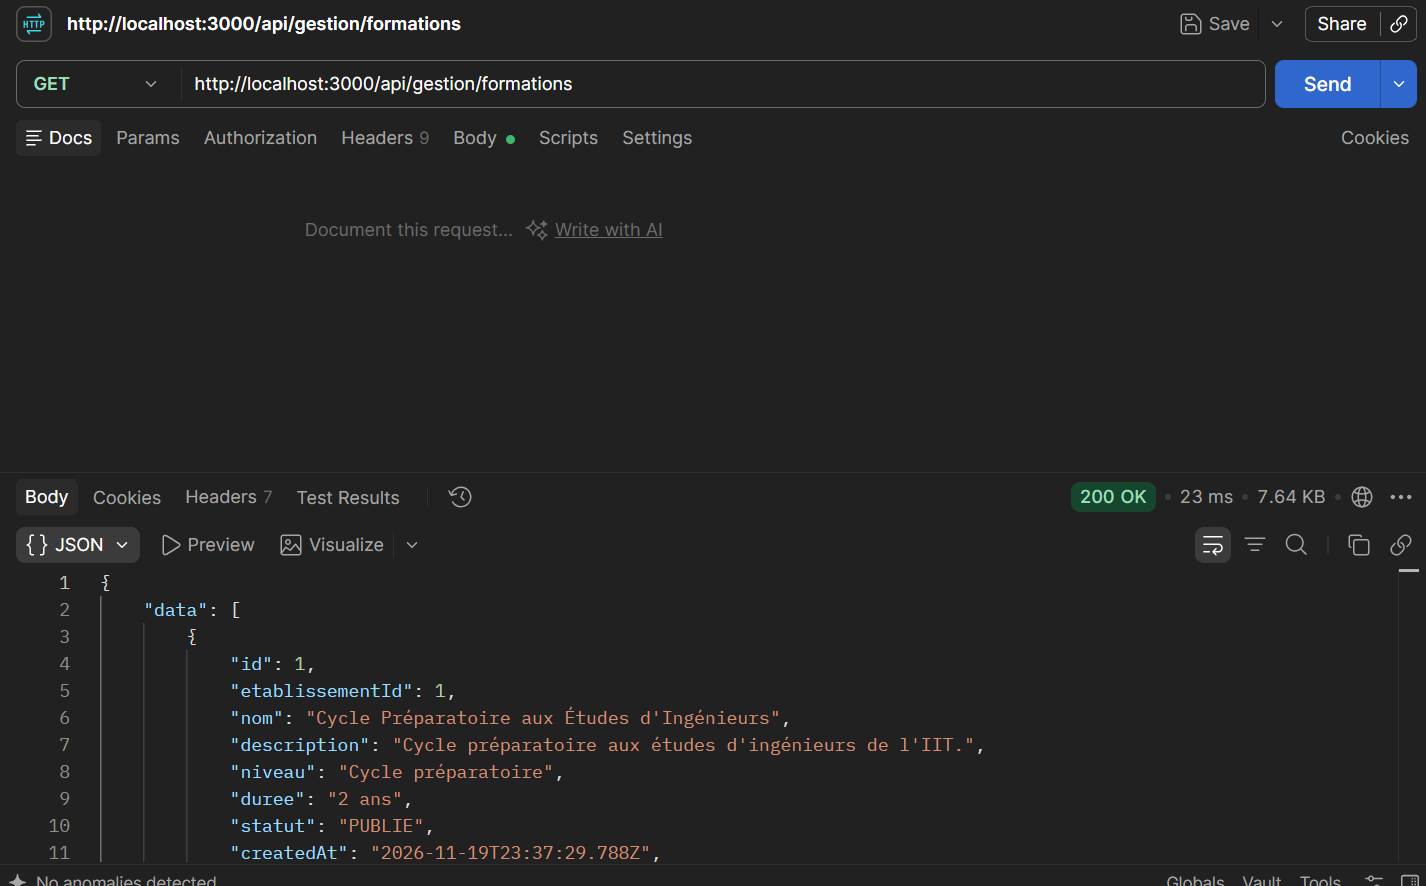 HTTP http://localhost:3000/api/gestion/formations Save Share
GET http://localhost:3000/api/gestion/formations Send
Docs Params Authorization Headers 9 Body Scripts Settings Cookies
Document this request... Write with AI
Body Cookies Headers 7 Test Results 200 OK • 23 ms • 7.64 KB •
{} JSON Preview Visualize
1 {
2 "data": [
3 {
4 "id": 1,
5 "etablissementId": 1,
6 "nom": "Cycle Préparatoire aux Études d'Ingénieurs",
7 "description": "Cycle préparatoire aux études d'ingénieurs de l'IIT.",
8 "niveau": "Cycle préparatoire",
9 "duree": "2 ans",
10 "statut": "PUBLIE",
11 "createdAt": "2026-11-19T23:37:29.788Z",
No anomalies detected Globals Vault Tools